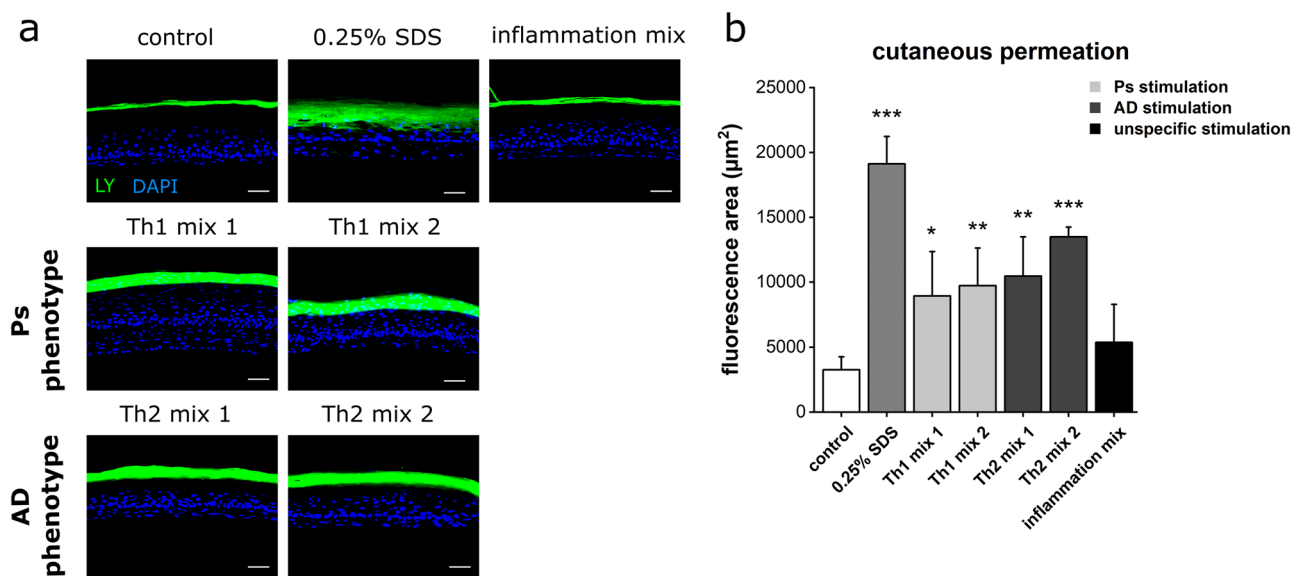 a
control 0.25% SDS inflammation mix
LY DAPI
Th1 mix 1 Th1 mix 2
Ps
phenotype
Th2 mix 1 Th2 mix 2
AD
phenotype
b
cutaneous permeation
Ps stimulation
AD stimulation
unspecific stimulation
fluorescence area (µm²)
25000
20000
15000
10000
5000
0
***
*
**
**
***
control
0.25% SDS
Th1 mix 1
Th1 mix 2
Th2 mix 1
Th2 mix 2
inflammation mix